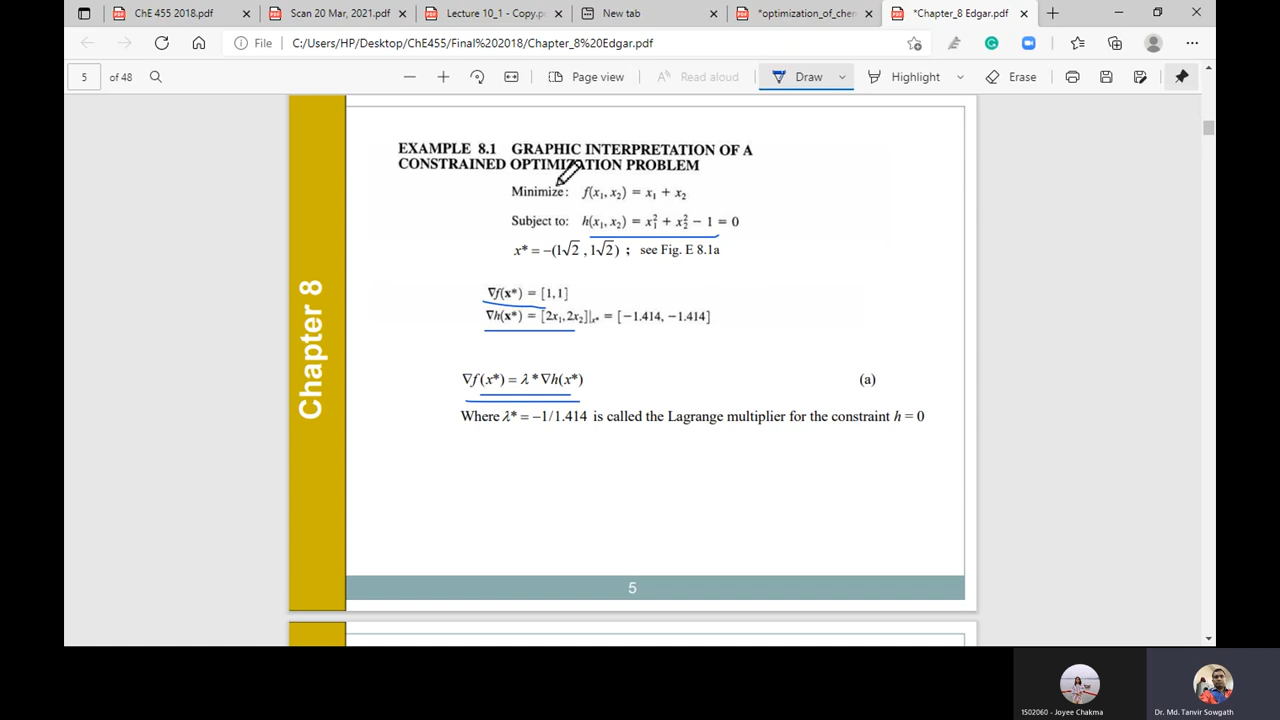 ChE 455 2018.pdf
Scan 20 Mar, 2021.pdf
Lecture 10_1 - Copy.p
New tab
*optimization_of_chem
*Chapter_8 Edgar.pdf
File
C:/Users/HP/Desktop/ChE455/Final%202018/Chapter_8%20Edgar.pdf
5 of 48
Page view
Read aloud
Draw
Highlight
Erase
Chapter 8
EXAMPLE 8.1 GRAPHIC INTERPRETATION OF A
CONSTRAINED OPTIMIZATION PROBLEM
Minimize: f(x₁, x₂) = x₁ + x₂
Subject to: h(x₁, x₂) = x₁² + x₂² − 1 = 0
x* = −(1√2 , 1√2) ; see Fig. E 8.1a
∇f(x*) = [1, 1]
∇h(x*) = [2x₁, 2x₂]|ₓ* = [−1.414, −1.414]
∇f(x*) = λ*∇h(x*) (a)
Where λ* = −1/1.414 is called the Lagrange multiplier for the constraint h = 0
5
1502060 - Joyee Chakma
Dr. Md. Tanvir Sowgath